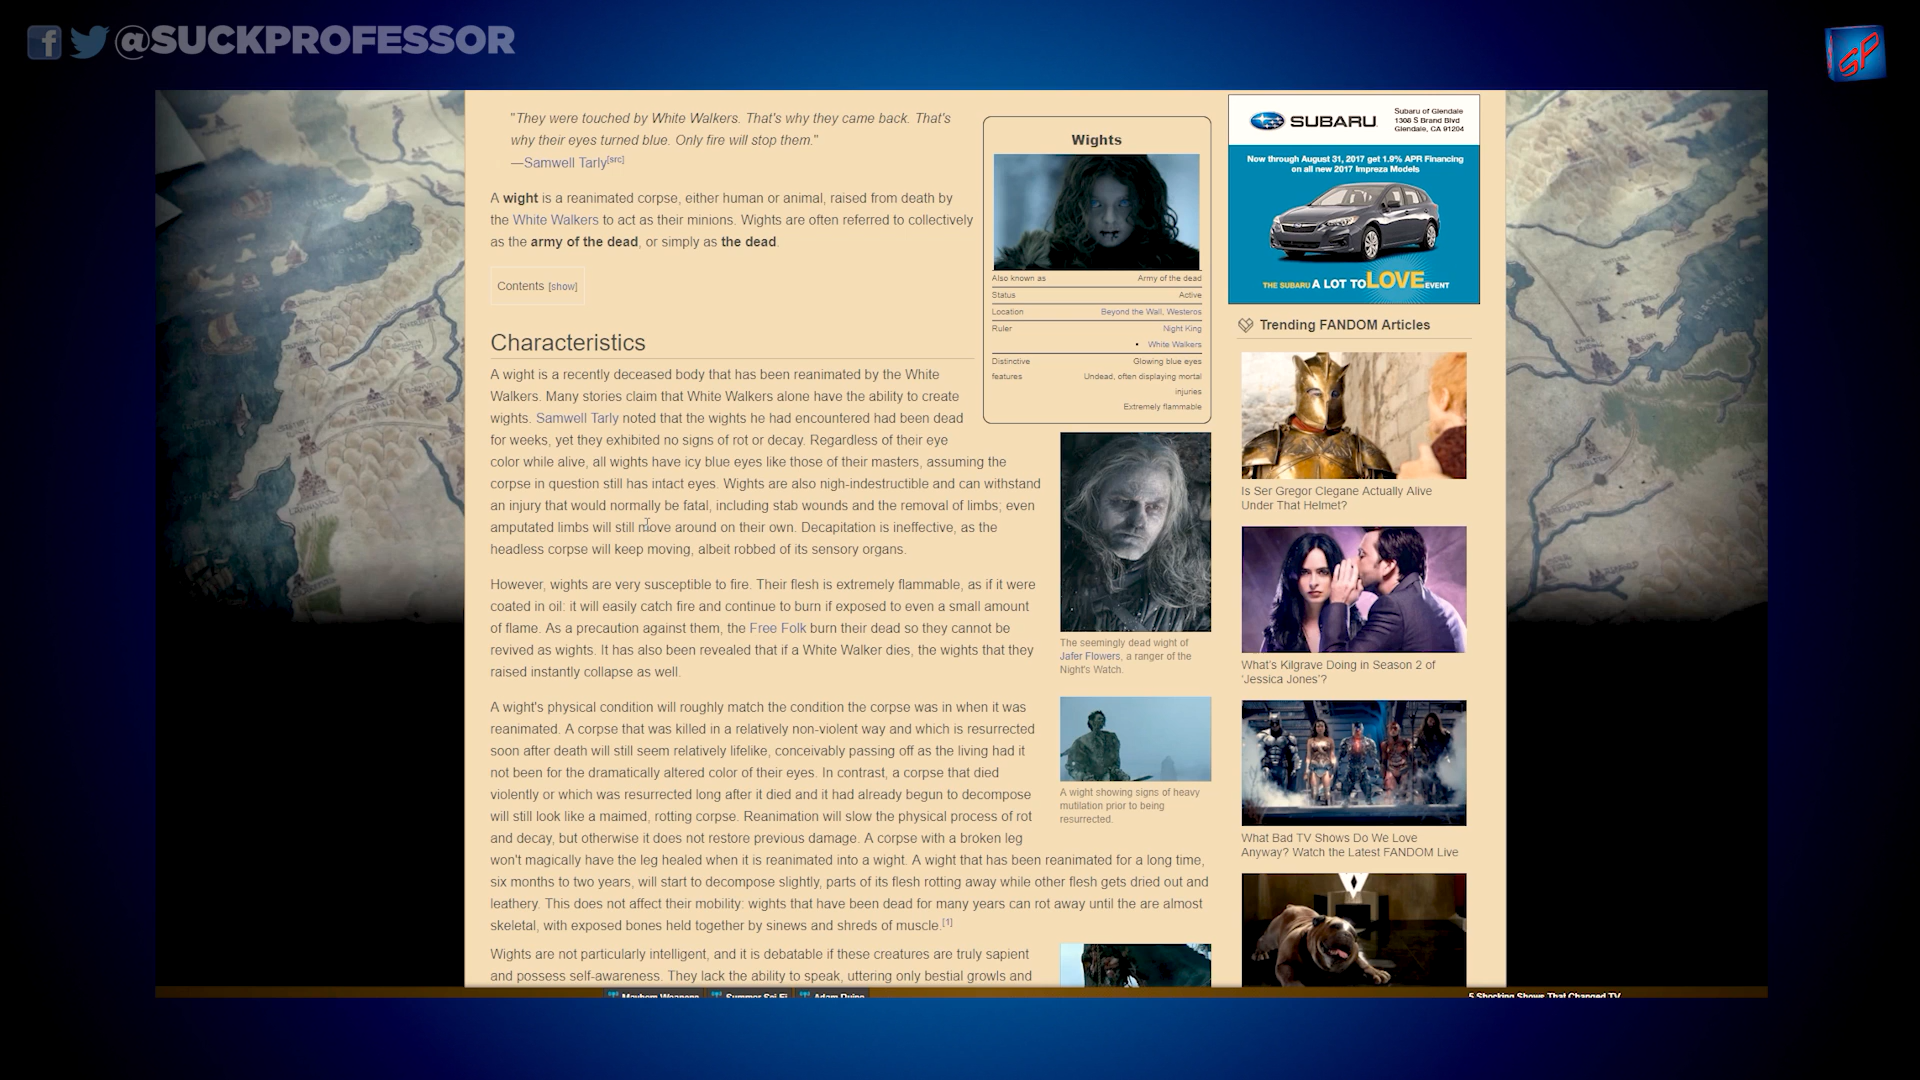 @SUCKPROFESSOR
SP
"They were touched by White Walkers. That's why they came back. That's
why their eyes turned blue. Only fire will stop them."
—Samwell Tarly[src]
A wight is a reanimated corpse, either human or animal, raised from death by
the White Walkers to act as their minions. Wights are often referred to collectively
as the army of the dead, or simply as the dead.
Contents [show]
Characteristics
A wight is a recently deceased body that has been reanimated by the White
Walkers. Many stories claim that White Walkers alone have the ability to create
wights. Samwell Tarly noted that the wights he had encountered had been dead
for weeks, yet they exhibited no signs of rot or decay. Regardless of their eye
color while alive, all wights have icy blue eyes like those of their masters, assuming the
corpse in question still has intact eyes. Wights are also nigh-indestructible and can withstand
an injury that would normally be fatal, including stab wounds and the removal of limbs; even
amputated limbs will still move around on their own. Decapitation is ineffective, as the
headless corpse will keep moving, albeit robbed of its sensory organs.
However, wights are very susceptible to fire. Their flesh is extremely flammable, as if it were
coated in oil: it will easily catch fire and continue to burn if exposed to even a small amount
of flame. As a precaution against them, the Free Folk burn their dead so they cannot be
revived as wights. It has also been revealed that if a White Walker dies, the wights that they
raised instantly collapse as well.
A wight's physical condition will roughly match the condition the corpse was in when it was
reanimated. A corpse that was killed in a relatively non-violent way and which is resurrected
soon after death will still seem relatively lifelike, conceivably passing off as the living had it
not been for the dramatically altered color of their eyes. In contrast, a corpse that died
violently or which was resurrected long after it died and it had already begun to decompose
will still look like a maimed, rotting corpse. Reanimation will slow the physical process of rot
and decay, but otherwise it does not restore previous damage. A corpse with a broken leg
won't magically have the leg healed when it is reanimated into a wight. A wight that has been reanimated for a long time,
six months to two years, will start to decompose slightly, parts of its flesh rotting away while other flesh gets dried out and
leathery. This does not affect their mobility: wights that have been dead for many years can rot away until the are almost
skeletal, with exposed bones held together by sinews and shreds of muscle.[1]
Wights are not particularly intelligent, and it is debatable if these creatures are truly sapient
and possess self-awareness. They lack the ability to speak, uttering only bestial growls and
Wights
Also known as Army of the dead
Status Active
Location Beyond the Wall, Westeros
Ruler Night King
• White Walkers
Distinctive Glowing blue eyes
features Undead, often displaying mortal
injuries
Extremely flammable
The seemingly dead wight of
Jafer Flowers, a ranger of the
Night's Watch.
A wight showing signs of heavy
mutilation prior to being
resurrected.
SUBARU
Subaru of Glendale
1308 S Brand Blvd
Glendale, CA 91204
Now through August 31, 2017 get 1.9% APR Financing
on all new 2017 Impreza Models
THE SUBARU A LOT TO LOVE EVENT
Trending FANDOM Articles
Is Ser Gregor Clegane Actually Alive
Under That Helmet?
What's Kilgrave Doing in Season 2 of
'Jessica Jones'?
What Bad TV Shows Do We Love
Anyway? Watch the Latest FANDOM Live
5 Shocking Shows That Changed TV